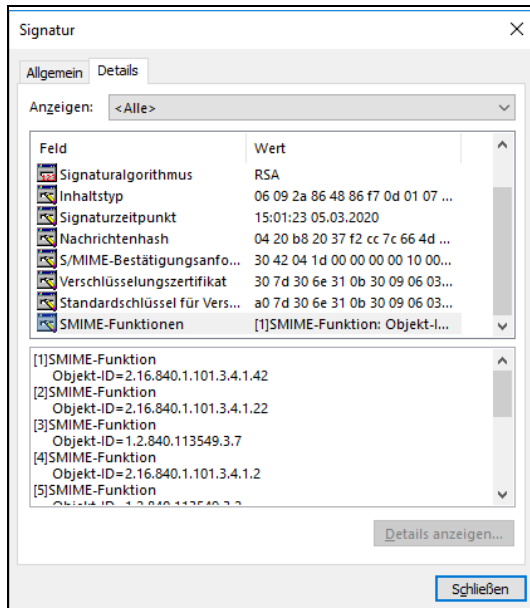 Signatur
Allgemein Details
Anzeigen: <Alle>
Feld Wert
Signaturalgorithmus RSA
Inhaltstyp 06 09 2a 86 48 86 f7 0d 01 07 ...
Signaturzeitpunkt 15:01:23 05.03.2020
Nachrichtenhash 04 20 b8 20 37 f2 cc 7c 66 4d ...
S/MIME-Bestätigungsanfo... 30 42 04 1d 00 00 00 00 10 00...
Verschlüsselungszertifikat 30 7d 30 6e 31 0b 30 09 06 03...
Standardschlüssel für Vers... a0 7d 30 6e 31 0b 30 09 06 03...
SMIME-Funktionen [1]SMIME-Funktion: Objekt-I...
[1]SMIME-Funktion
Objekt-ID=2.16.840.1.101.3.4.1.42
[2]SMIME-Funktion
Objekt-ID=2.16.840.1.101.3.4.1.22
[3]SMIME-Funktion
Objekt-ID=1.2.840.113549.3.7
[4]SMIME-Funktion
Objekt-ID=2.16.840.1.101.3.4.1.2
[5]SMIME-Funktion
Details anzeigen...
Schließen